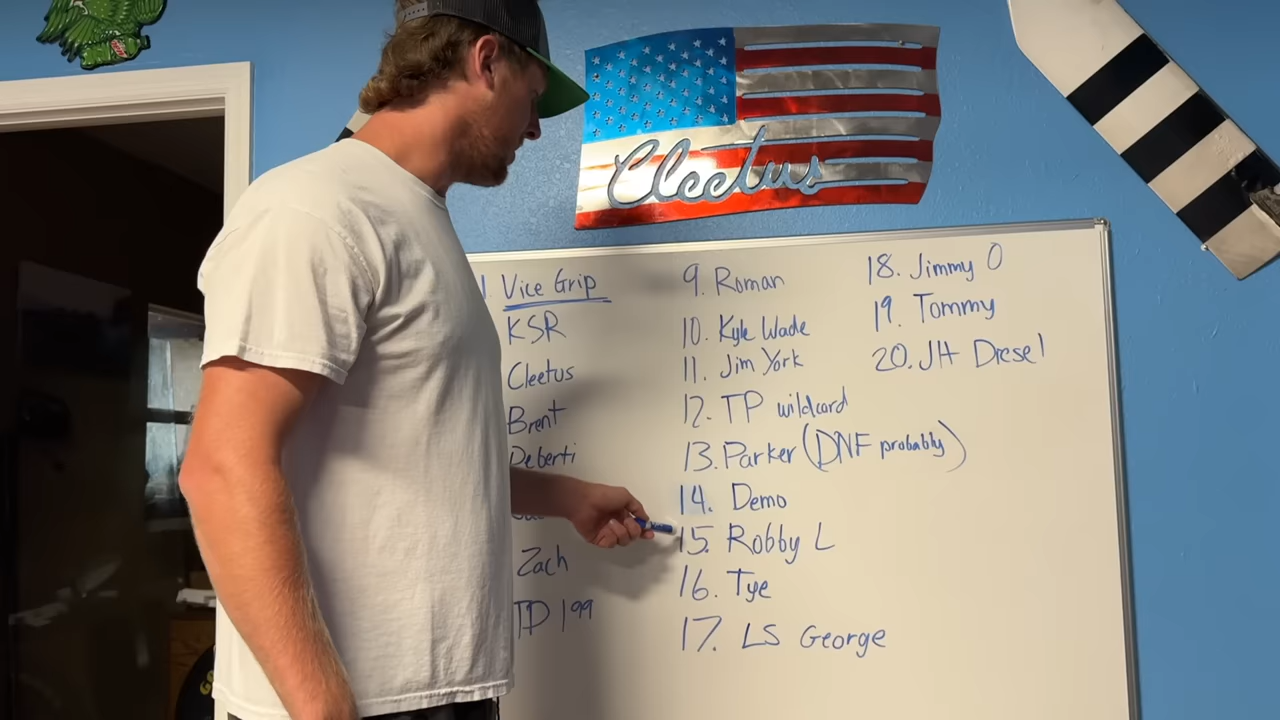 Cleetus
1. Vice Grip
KSR
Cleetus
Brent
Deberti
Zach
TP 199
9. Roman
10. Kyle Wade
11. Jim York
12. TP wildcard
13. Parker (DNF probably)
14. Demo
15. Robby L
16. Tye
17. LS George
18. Jimmy O
19. Tommy
20. JH Diesel